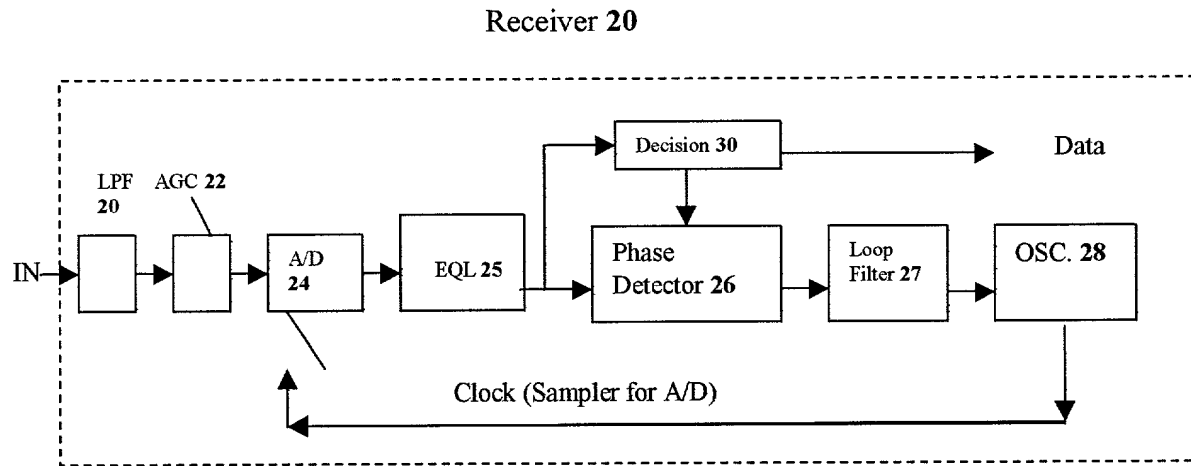 Receiver 20
Decision 30
Data
LPF
20
AGC 22
IN
A/D
24
EQL 25
Phase
Detector 26
Loop
Filter 27
OSC. 28
Clock (Sampler for A/D)